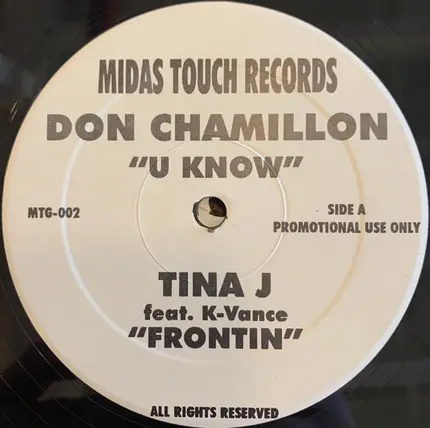 MIDAS TOUCH RECORDS
DON CHAMILLON
"U KNOW"
MTG-002
SIDE A
PROMOTIONAL USE ONLY
TINA J
feat. K-Vance
"FRONTIN"
ALL RIGHTS RESERVED